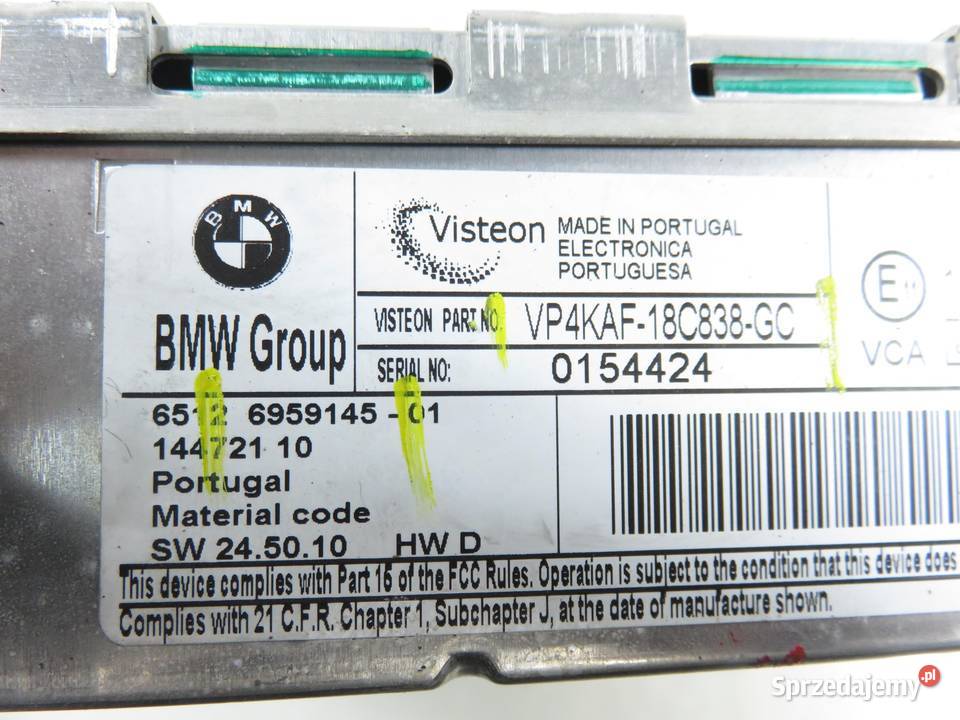 BMW
BMW Group
Visteon
MADE IN PORTUGAL
ELECTRONICA
PORTUGUESA
VISTEON PART NO:
VP4KAF-18C838-GC
SERIAL NO:
0154424
E
VCA
6512 6959145-01
144721 10
Portugal
Material code
SW 24.50.10 HW D
This device complies with Part 16 of the FCC Rules. Operation is subject to the condition that this device does
Complies with 21 C.F.R. Chapter 1, Subchapter J, at the date of manufacture shown.
Sprzedajemy.pl